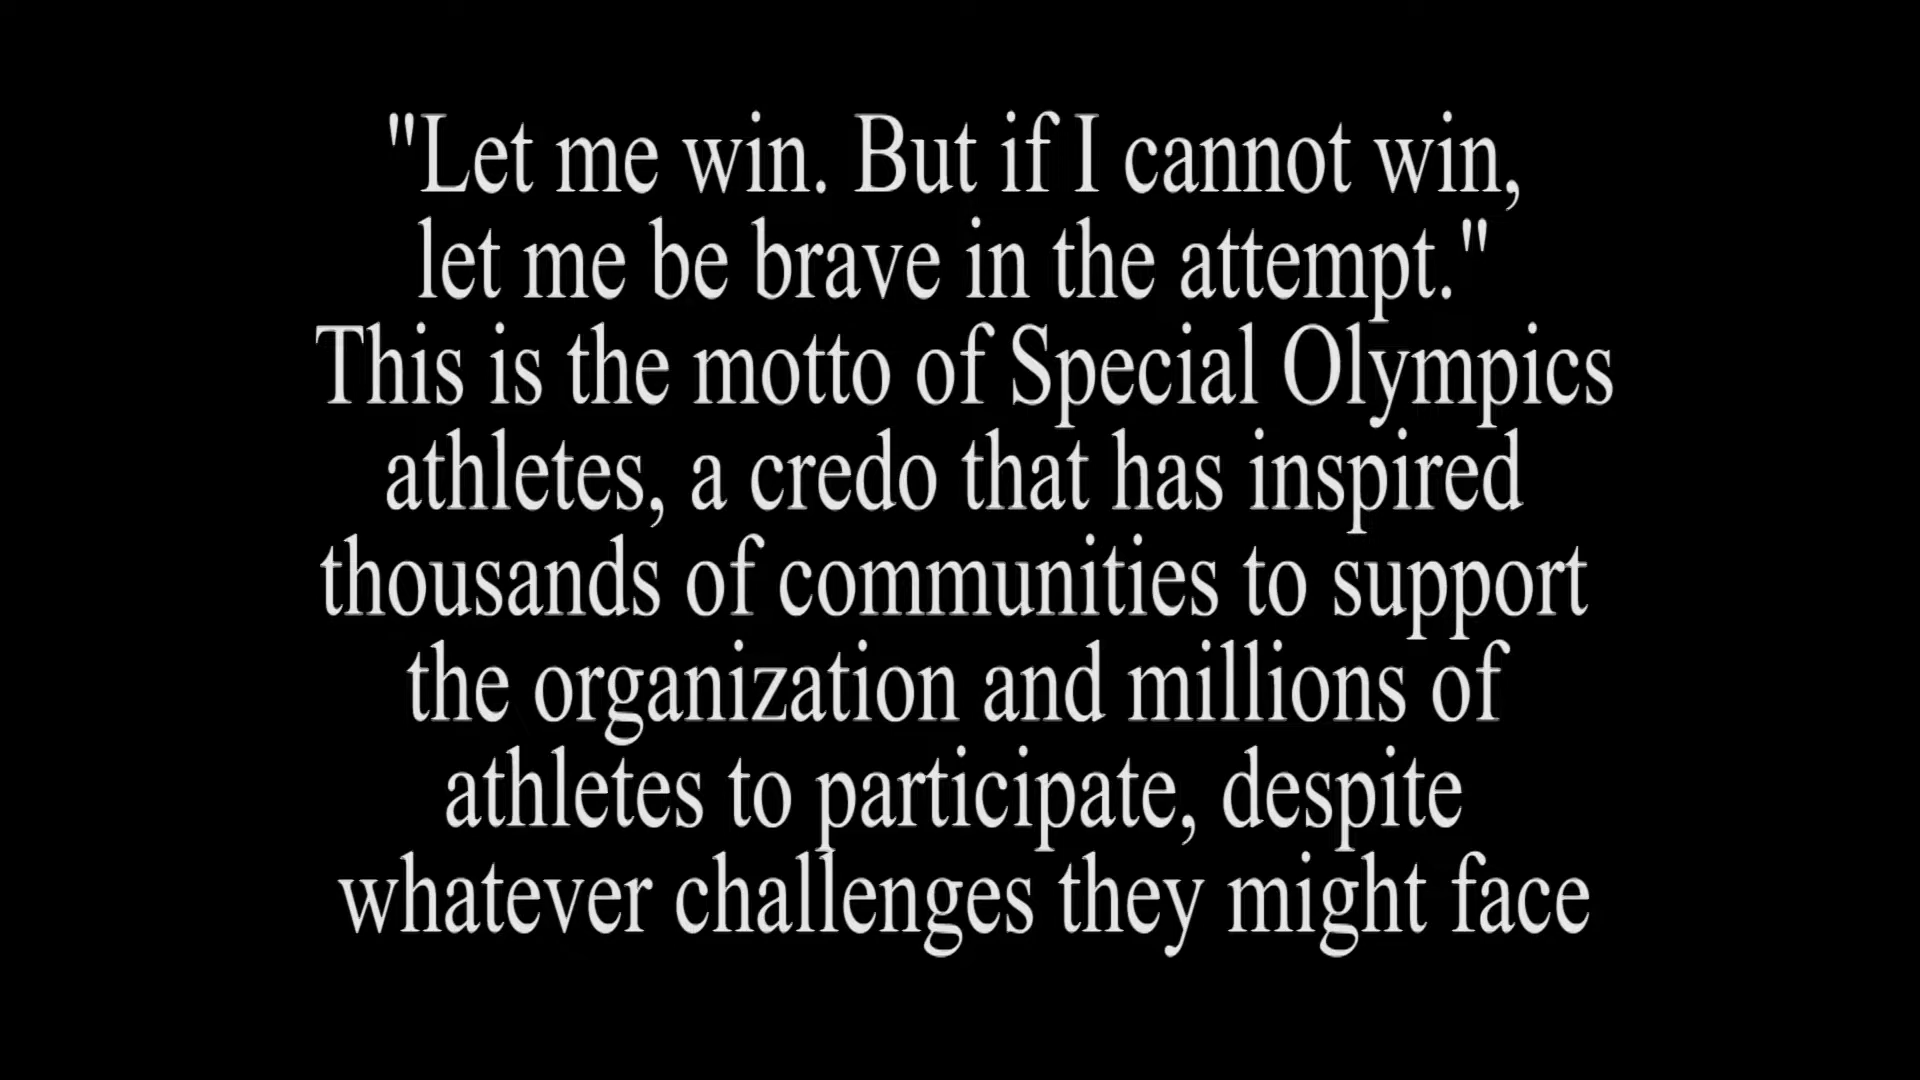 "Let me win. But if I cannot win,
let me be brave in the attempt."
This is the motto of Special Olympics
athletes, a credo that has inspired
thousands of communities to support
the organization and millions of
athletes to participate, despite
whatever challenges they might face